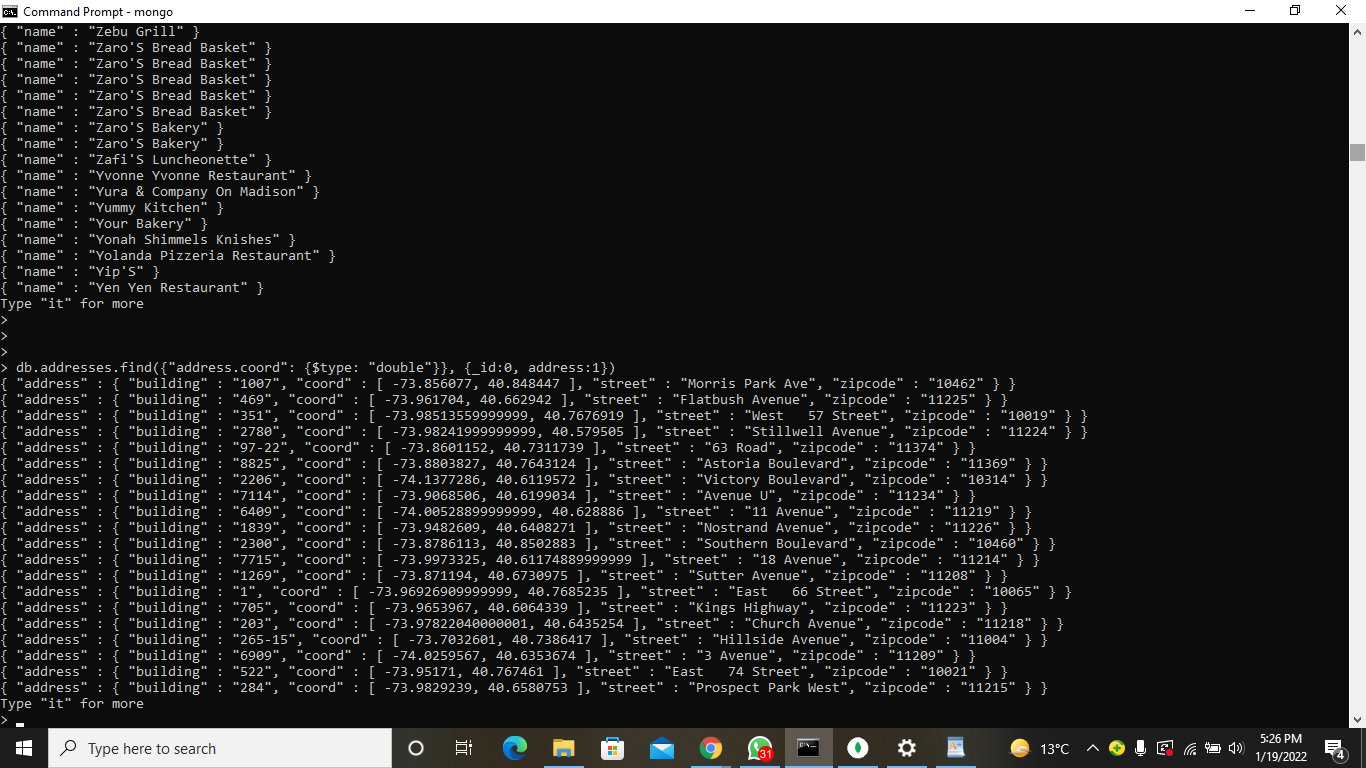 Command Prompt - mongo
{ "name" : "Zebu Grill" }
{ "name" : "Zaro'S Bread Basket" }
{ "name" : "Zaro'S Bread Basket" }
{ "name" : "Zaro'S Bread Basket" }
{ "name" : "Zaro'S Bread Basket" }
{ "name" : "Zaro'S Bread Basket" }
{ "name" : "Zaro'S Bakery" }
{ "name" : "Zaro'S Bakery" }
{ "name" : "Zafi'S Luncheonette" }
{ "name" : "Yvonne Yvonne Restaurant" }
{ "name" : "Yura & Company On Madison" }
{ "name" : "Yummy Kitchen" }
{ "name" : "Your Bakery" }
{ "name" : "Yonah Shimmels Knishes" }
{ "name" : "Yolanda Pizzeria Restaurant" }
{ "name" : "Yip'S" }
{ "name" : "Yen Yen Restaurant" }
Type "it" for more
>
>
>
> db.addresses.find({"address.coord": {$type: "double"}}, {_id:0, address:1})
{ "address" : { "building" : "1007", "coord" : [ -73.856077, 40.848447 ], "street" : "Morris Park Ave", "zipcode" : "10462" } }
{ "address" : { "building" : "469", "coord" : [ -73.961704, 40.662942 ], "street" : "Flatbush Avenue", "zipcode" : "11225" } }
{ "address" : { "building" : "351", "coord" : [ -73.98513559999999, 40.7676919 ], "street" : "West   57 Street", "zipcode" : "10019" } }
{ "address" : { "building" : "2780", "coord" : [ -73.98241999999999, 40.579505 ], "street" : "Stillwell Avenue", "zipcode" : "11224" } }
{ "address" : { "building" : "97-22", "coord" : [ -73.8601152, 40.7311739 ], "street" : "63 Road", "zipcode" : "11374" } }
{ "address" : { "building" : "8825", "coord" : [ -73.8803827, 40.7643124 ], "street" : "Astoria Boulevard", "zipcode" : "11369" } }
{ "address" : { "building" : "2206", "coord" : [ -74.1377286, 40.6119572 ], "street" : "Victory Boulevard", "zipcode" : "10314" } }
{ "address" : { "building" : "7114", "coord" : [ -73.9068506, 40.6199034 ], "street" : "Avenue U", "zipcode" : "11234" } }
{ "address" : { "building" : "6409", "coord" : [ -74.00528899999999, 40.628886 ], "street" : "11 Avenue", "zipcode" : "11219" } }
{ "address" : { "building" : "1839", "coord" : [ -73.9482609, 40.6408271 ], "street" : "Nostrand Avenue", "zipcode" : "11226" } }
{ "address" : { "building" : "2300", "coord" : [ -73.8786113, 40.8502883 ], "street" : "Southern Boulevard", "zipcode" : "10460" } }
{ "address" : { "building" : "7715", "coord" : [ -73.9973325, 40.61174889999999 ], "street" : "18 Avenue", "zipcode" : "11214" } }
{ "address" : { "building" : "1269", "coord" : [ -73.871194, 40.6730975 ], "street" : "Sutter Avenue", "zipcode" : "11208" } }
{ "address" : { "building" : "1", "coord" : [ -73.96926909999999, 40.7685235 ], "street" : "East   66 Street", "zipcode" : "10065" } }
{ "address" : { "building" : "705", "coord" : [ -73.9653967, 40.6064339 ], "street" : "Kings Highway", "zipcode" : "11223" } }
{ "address" : { "building" : "203", "coord" : [ -73.97822040000001, 40.6435254 ], "street" : "Church Avenue", "zipcode" : "11218" } }
{ "address" : { "building" : "265-15", "coord" : [ -73.7032601, 40.7386417 ], "street" : "Hillside Avenue", "zipcode" : "11004" } }
{ "address" : { "building" : "6909", "coord" : [ -74.0259567, 40.6353674 ], "street" : "3 Avenue", "zipcode" : "11209" } }
{ "address" : { "building" : "522", "coord" : [ -73.95171, 40.767461 ], "street" : "East   74 Street", "zipcode" : "10021" } }
{ "address" : { "building" : "284", "coord" : [ -73.9829239, 40.6580753 ], "street" : "Prospect Park West", "zipcode" : "11215" } }
Type "it" for more
>
Type here to search
31
13°C
5:26 PM
1/19/2022
4